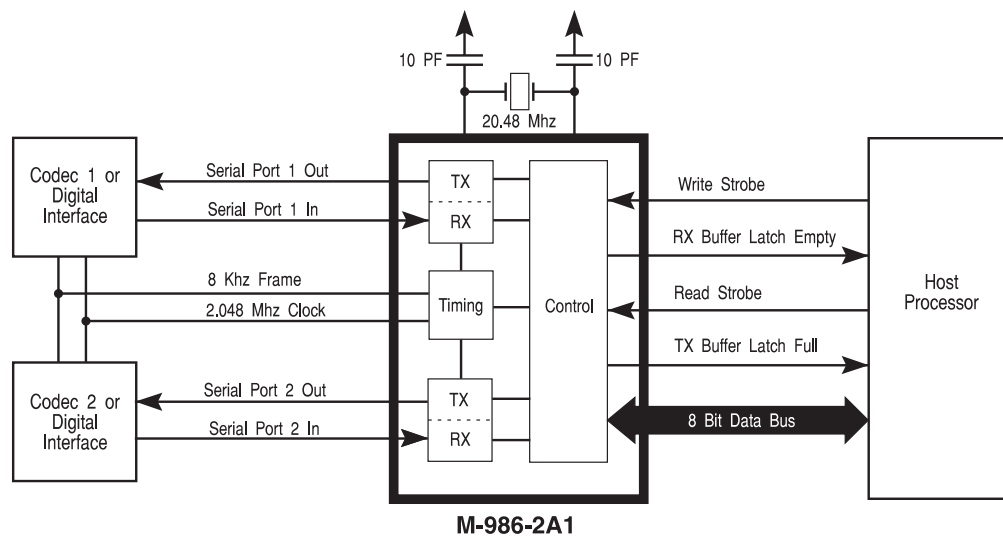 10 PF
10 PF
20.48 Mhz
Codec 1 or
Digital
Interface
Serial Port 1 Out
Serial Port 1 In
TX
RX
8 Khz Frame
2.048 Mhz Clock
Timing
Control
Write Strobe
RX Buffer Latch Empty
Read Strobe
TX Buffer Latch Full
8 Bit Data Bus
Host
Processor
Codec 2 or
Digital
Interface
Serial Port 2 Out
Serial Port 2 In
TX
RX
M-986-2A1